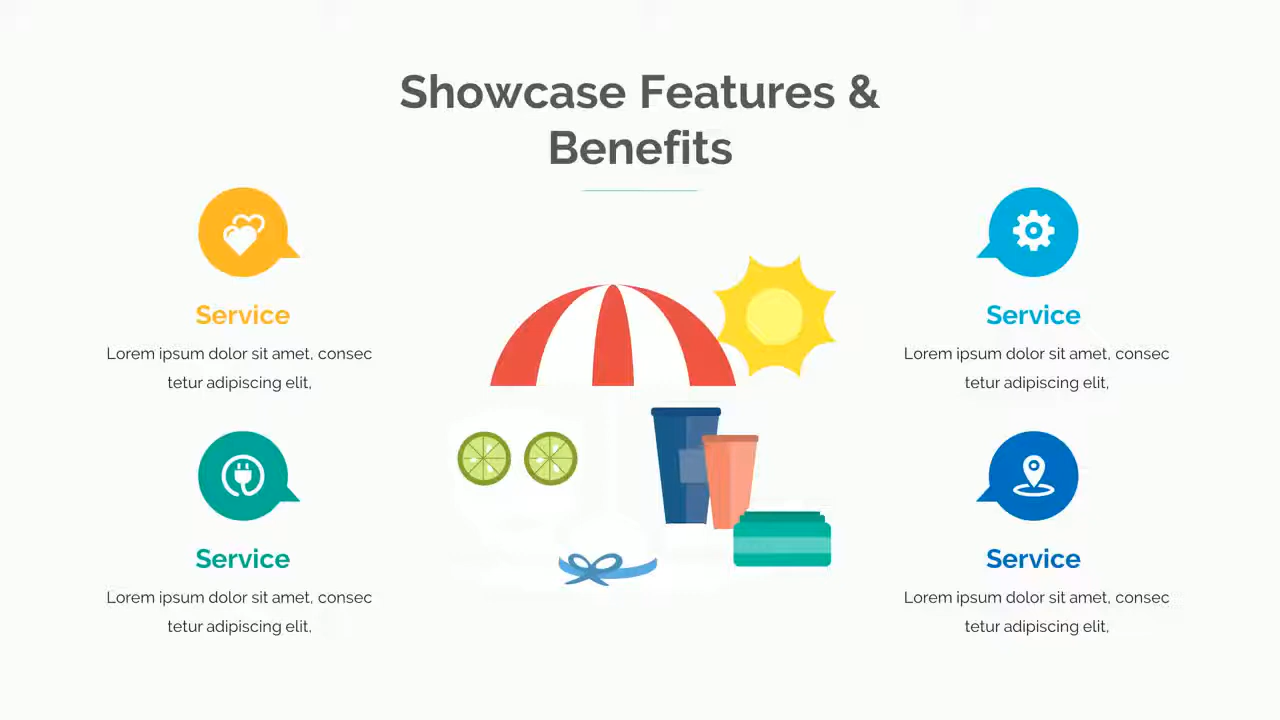 Showcase Features &
Benefits
Service
Lorem ipsum dolor sit amet, consec
tetur adipiscing elit,
Service
Lorem ipsum dolor sit amet, consec
tetur adipiscing elit,
Service
Lorem ipsum dolor sit amet, consec
tetur adipiscing elit,
Service
Lorem ipsum dolor sit amet, consec
tetur adipiscing elit,